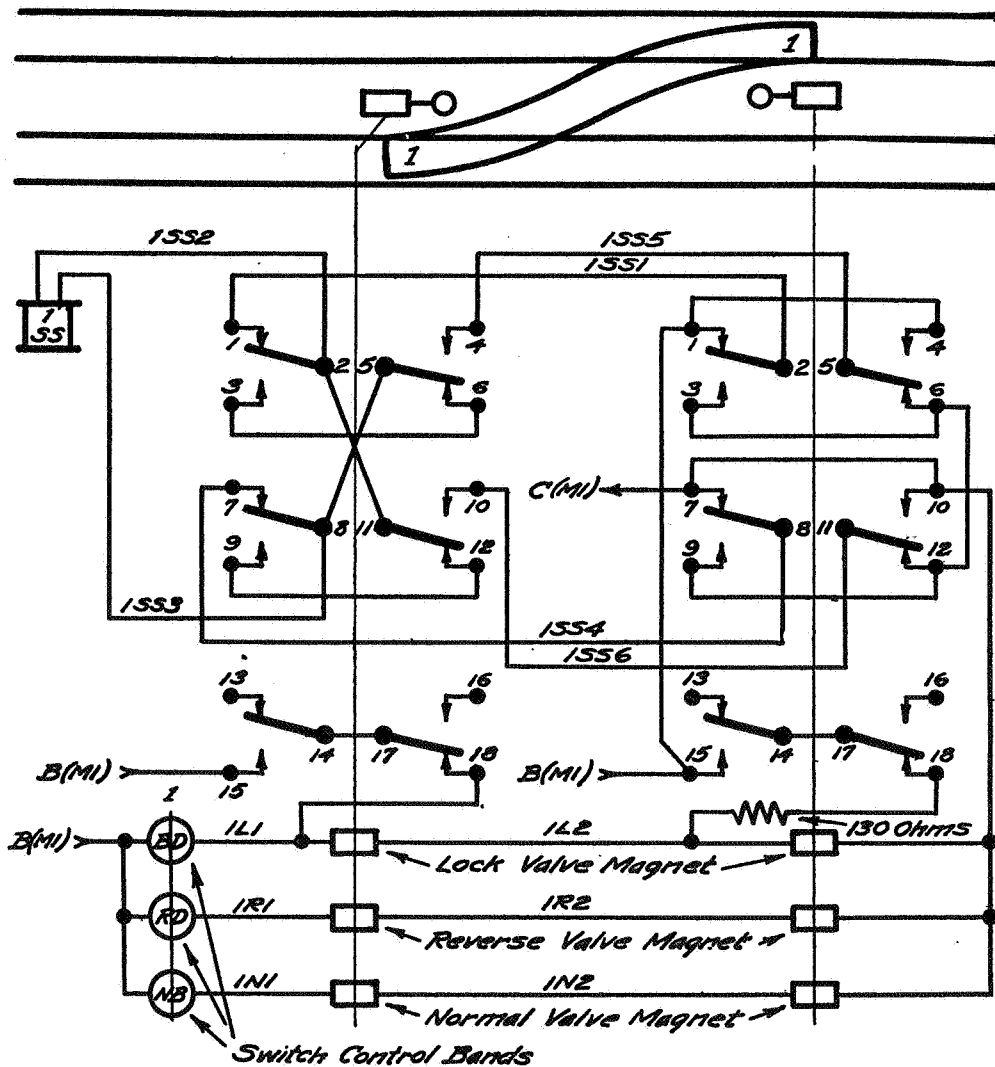 1
1
1SS2
1SS5
1SS1
1
SS
1
2
5
4
3
6
1
2
5
4
3
6
7
8
11
10
9
12
C(M1)
7
8
11
10
9
12
1SS3
1SS4
1SS6
13
16
14
17
18
B(M1)
15
13
16
14
17
18
B(M1)
15
1
B(M1)
BD
1L1
1L2
130 Ohms
Lock Valve Magnet
RD
1R1
1R2
Reverse Valve Magnet
NB
1N1
1N2
Normal Valve Magnet
Switch Control Bands